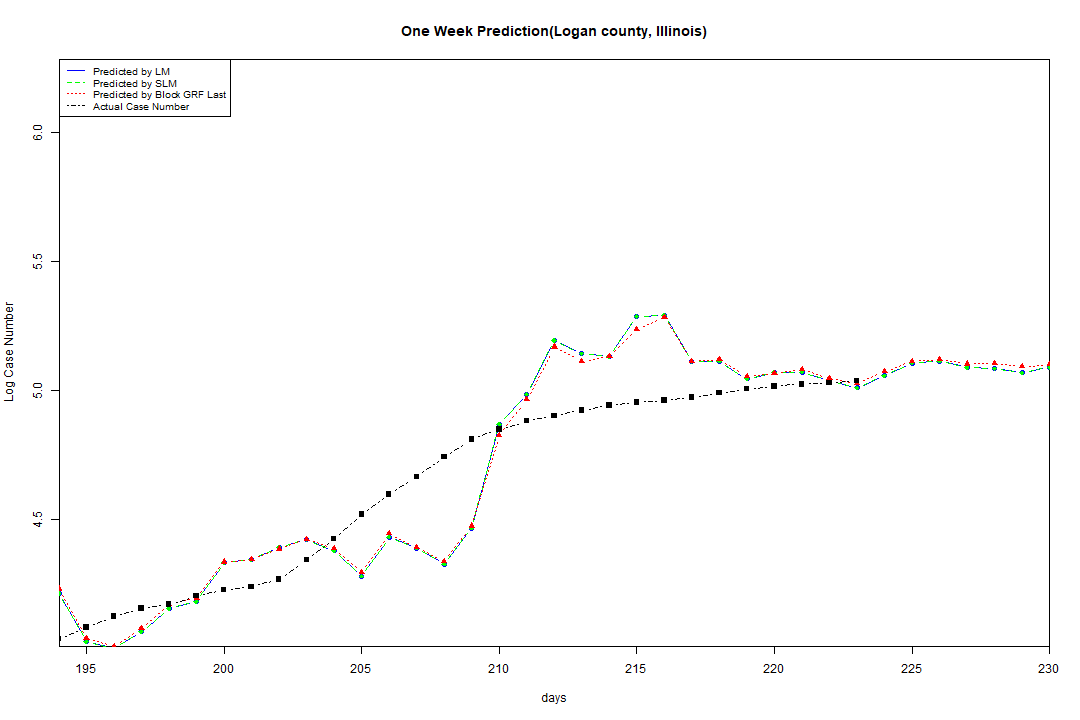 One Week Prediction(Logan county, Illinois)
Predicted by LM
Predicted by SLM
Predicted by Block GRF Last
Actual Case Number
Log Case Number
6.0
5.5
5.0
4.5
195 200 205 210 215 220 225 230
days